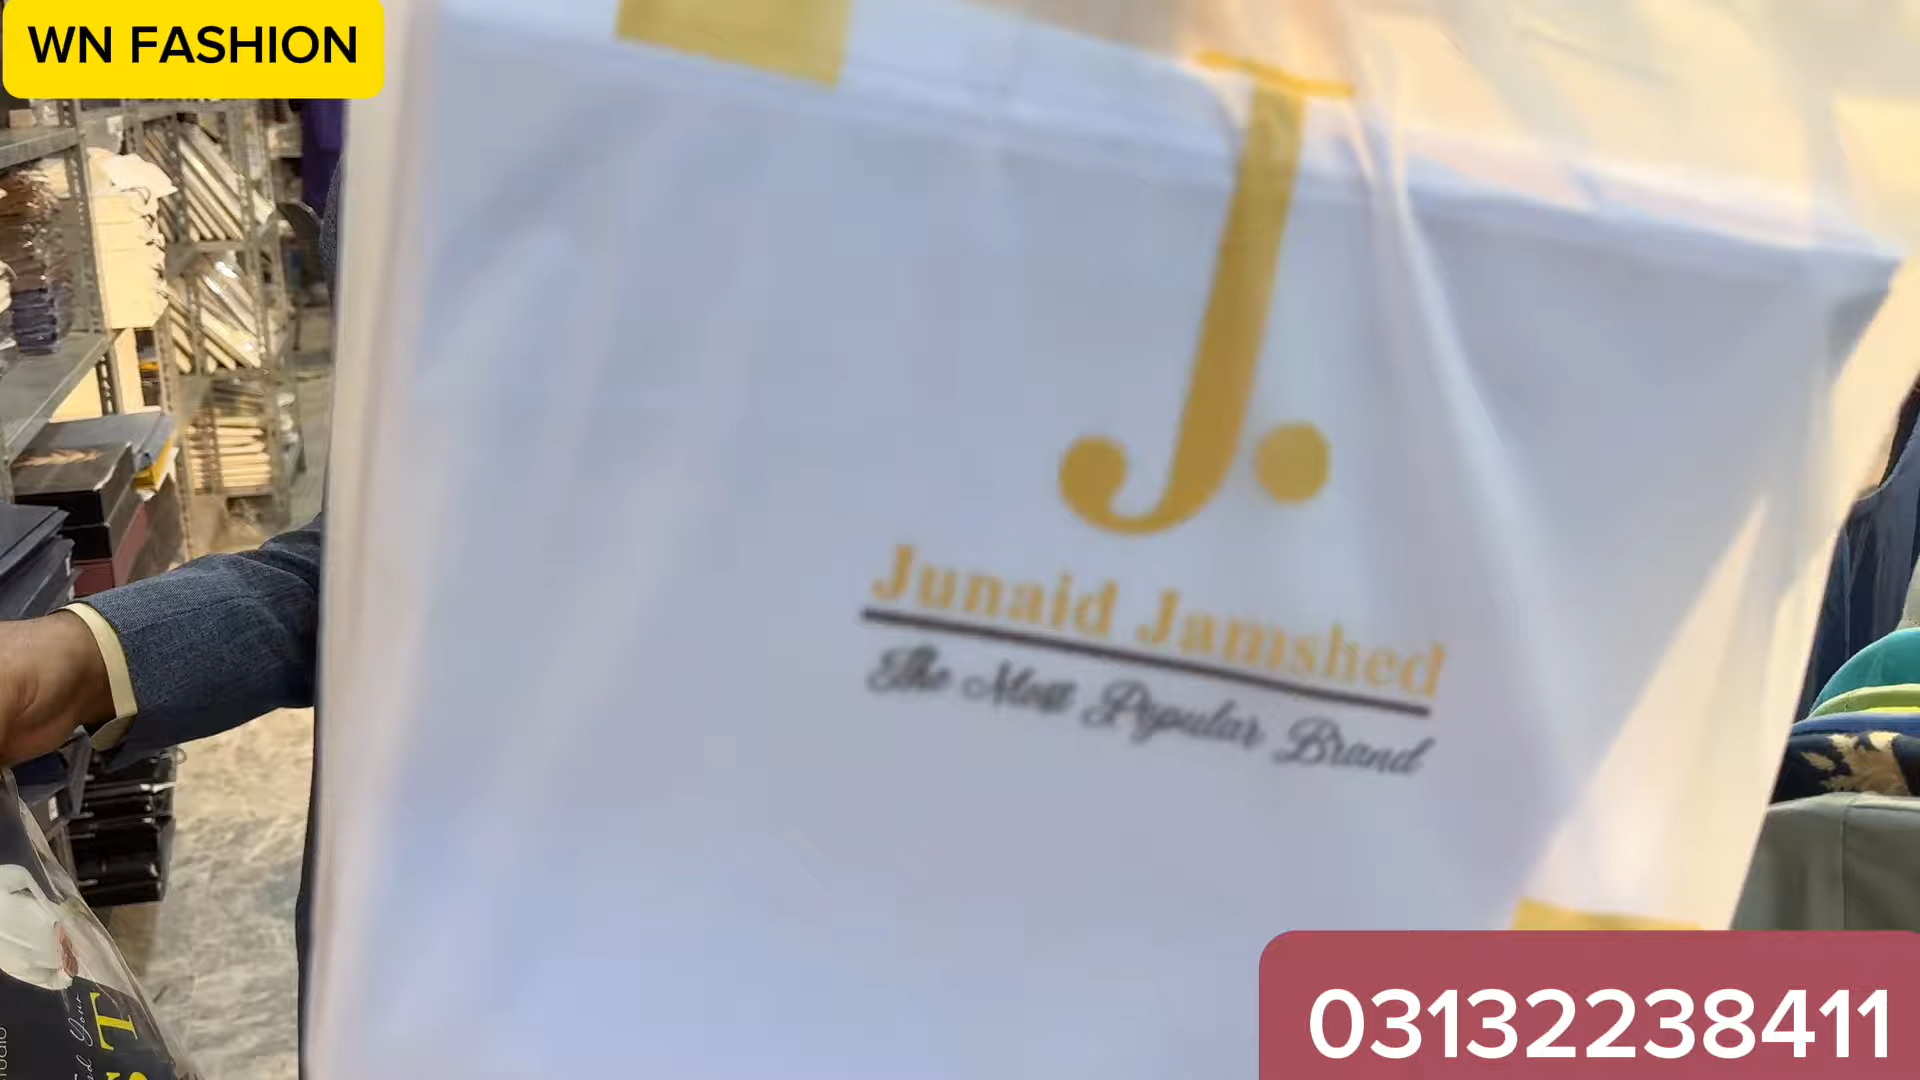 WN FASHION
J.
Junaid Jamshed
The Most Popular Brand
03132238411